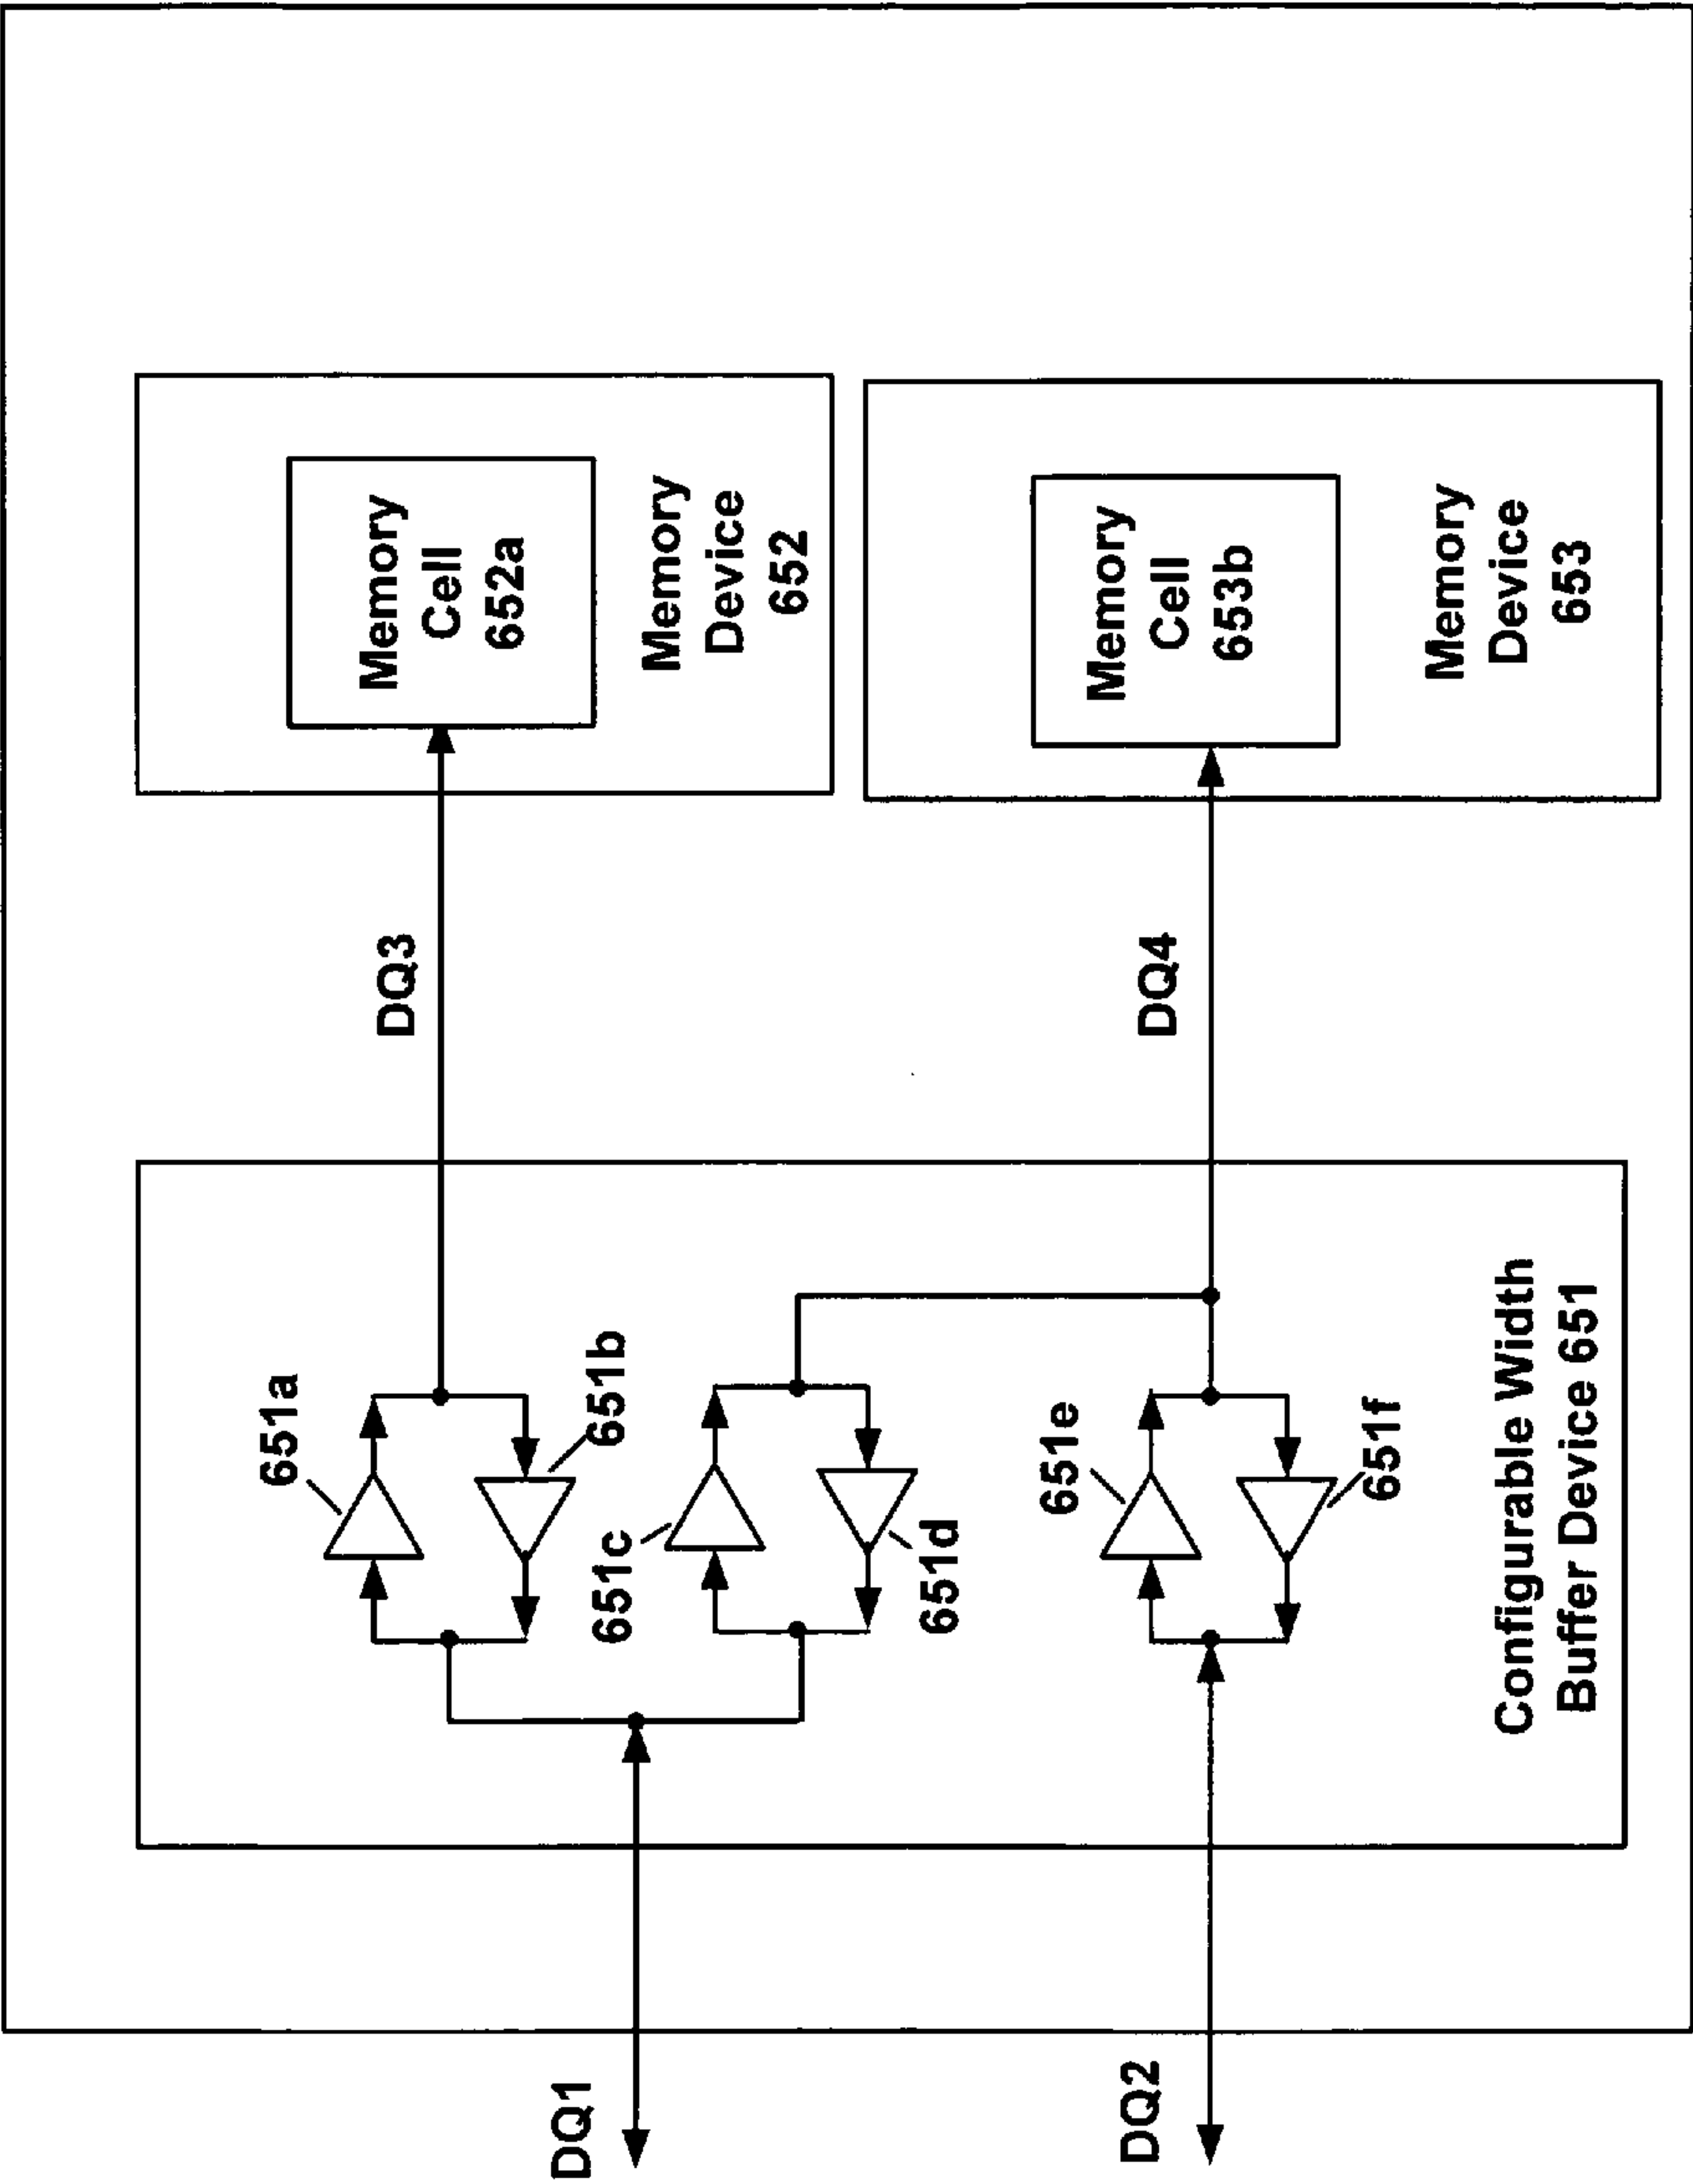 DQ1
DQ2
651a
651b
651c
651d
651e
651f
Configurable Width
Buffer Device 651
DQ3
DQ4
Memory
Cell
652a
Memory
Device
652
Memory
Cell
653b
Memory
Device
653